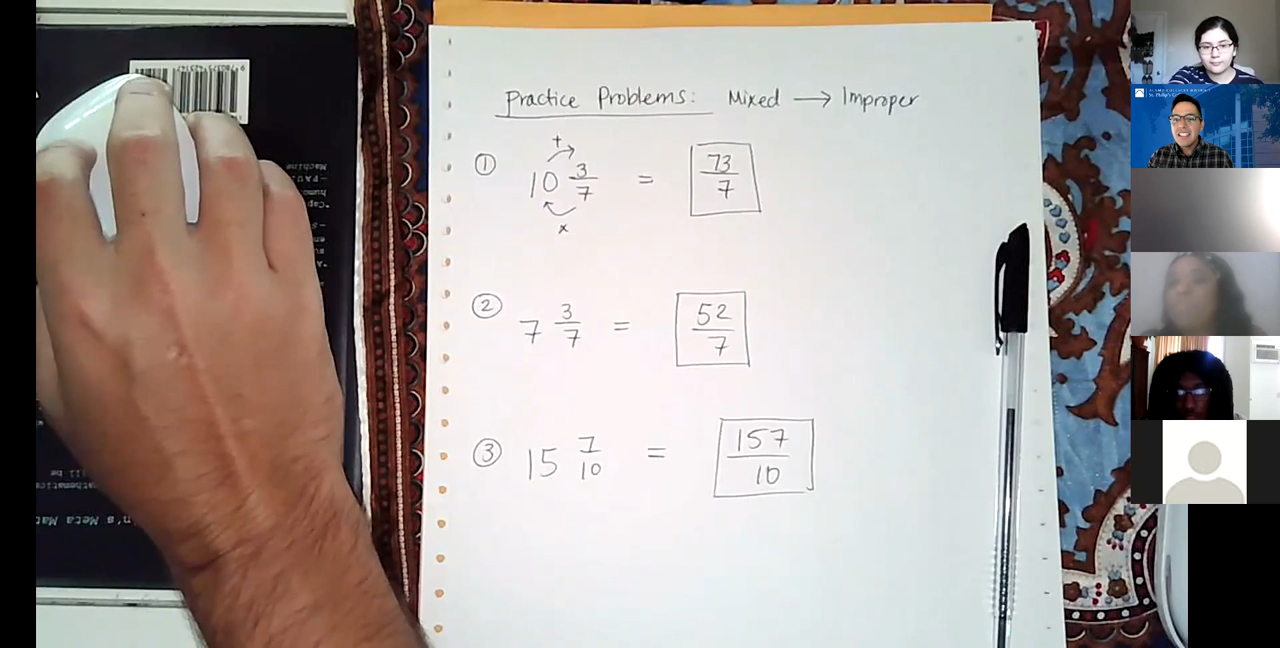 Practice Problems: Mixed → Improper
① 10 3/7 = 73/7
+
x
② 7 3/7 = 52/7
③ 15 7/10 = 157/10